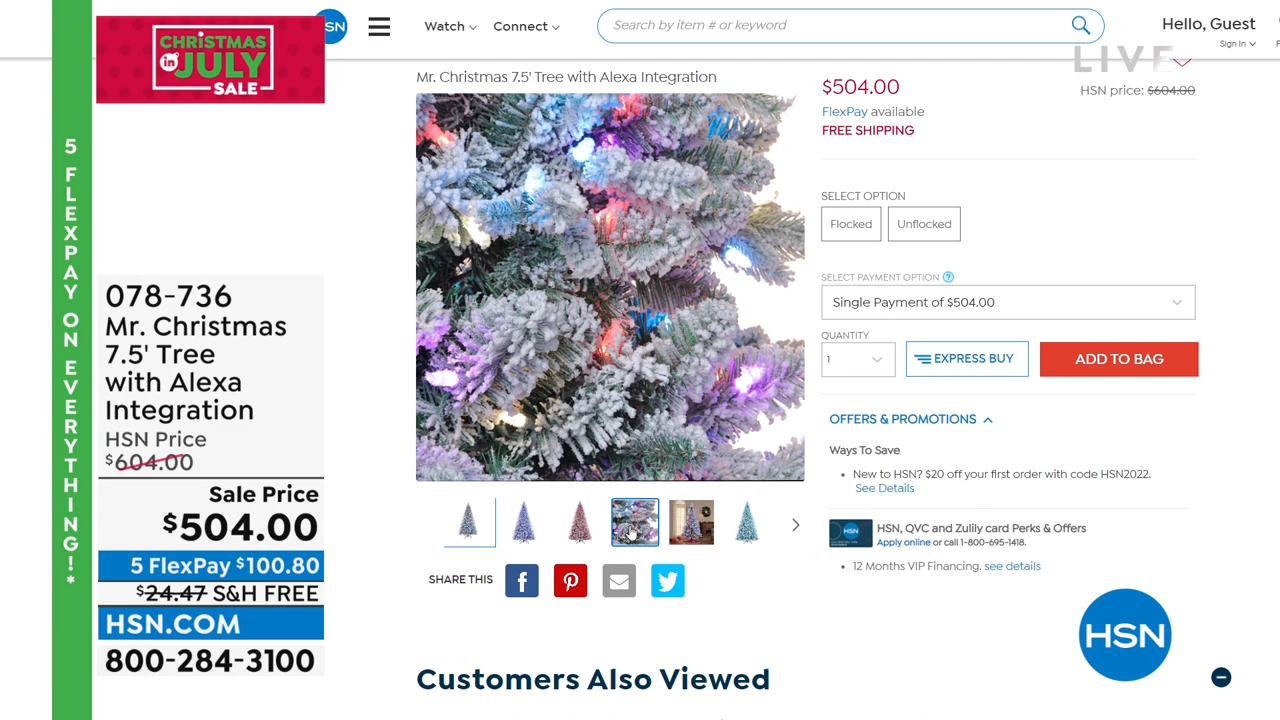 CHRISTMAS
in JULY
SALE
5 FLEXPAY ON EVERYTHING!*
078-736
Mr. Christmas
7.5' Tree
with Alexa
Integration
HSN Price
$604.00
Sale Price
$504.00
5 FlexPay $100.80
$24.47 S&H FREE
HSN.COM
800-284-3100
SN
Watch
Connect
Search by item # or keyword
Hello, Guest
Sign In
LIVE
Mr. Christmas 7.5' Tree with Alexa Integration
$504.00
HSN price: $604.00
FlexPay available
FREE SHIPPING
SELECT OPTION
Flocked
Unflocked
SELECT PAYMENT OPTION ?
Single Payment of $504.00
QUANTITY
1
EXPRESS BUY
ADD TO BAG
OFFERS & PROMOTIONS
Ways To Save
• New to HSN? $20 off your first order with code HSN2022.
See Details
HSN
HSN, QVC and Zulily card Perks & Offers
Apply online or call 1-800-695-1418.
• 12 Months VIP Financing. see details
SHARE THIS
HSN
Customers Also Viewed